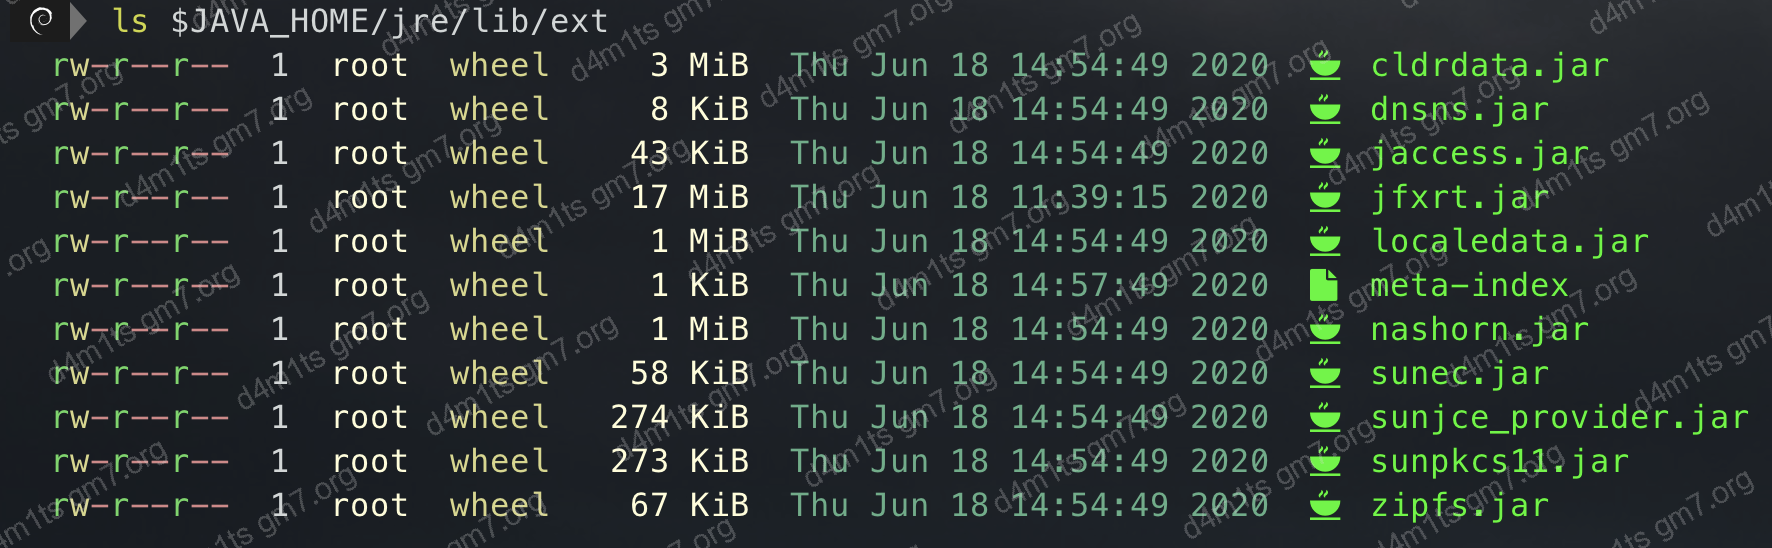 ls $JAVA_HOME/jre/lib/ext
rw-r--r-- 1 root wheel 3 MiB Thu Jun 18 14:54:49 2020 cldrdata.jar
rw-r--r-- 1 root wheel 8 KiB Thu Jun 18 14:54:49 2020 dnsns.jar
rw-r--r-- 1 root wheel 43 KiB Thu Jun 18 14:54:49 2020 jaccess.jar
rw-r--r-- 1 root wheel 17 MiB Thu Jun 18 11:39:15 2020 jfxrt.jar
rw-r--r-- 1 root wheel 1 MiB Thu Jun 18 14:54:49 2020 localedata.jar
rw-r--r-- 1 root wheel 1 KiB Thu Jun 18 14:57:49 2020 meta-index
rw-r--r-- 1 root wheel 1 MiB Thu Jun 18 14:54:49 2020 nashorn.jar
rw-r--r-- 1 root wheel 58 KiB Thu Jun 18 14:54:49 2020 sunec.jar
rw-r--r-- 1 root wheel 274 KiB Thu Jun 18 14:54:49 2020 sunjce_provider.jar
rw-r--r-- 1 root wheel 273 KiB Thu Jun 18 14:54:49 2020 sunpkcs11.jar
rw-r--r-- 1 root wheel 67 KiB Thu Jun 18 14:54:49 2020 zipfs.jar
d4m1ts gm7.org